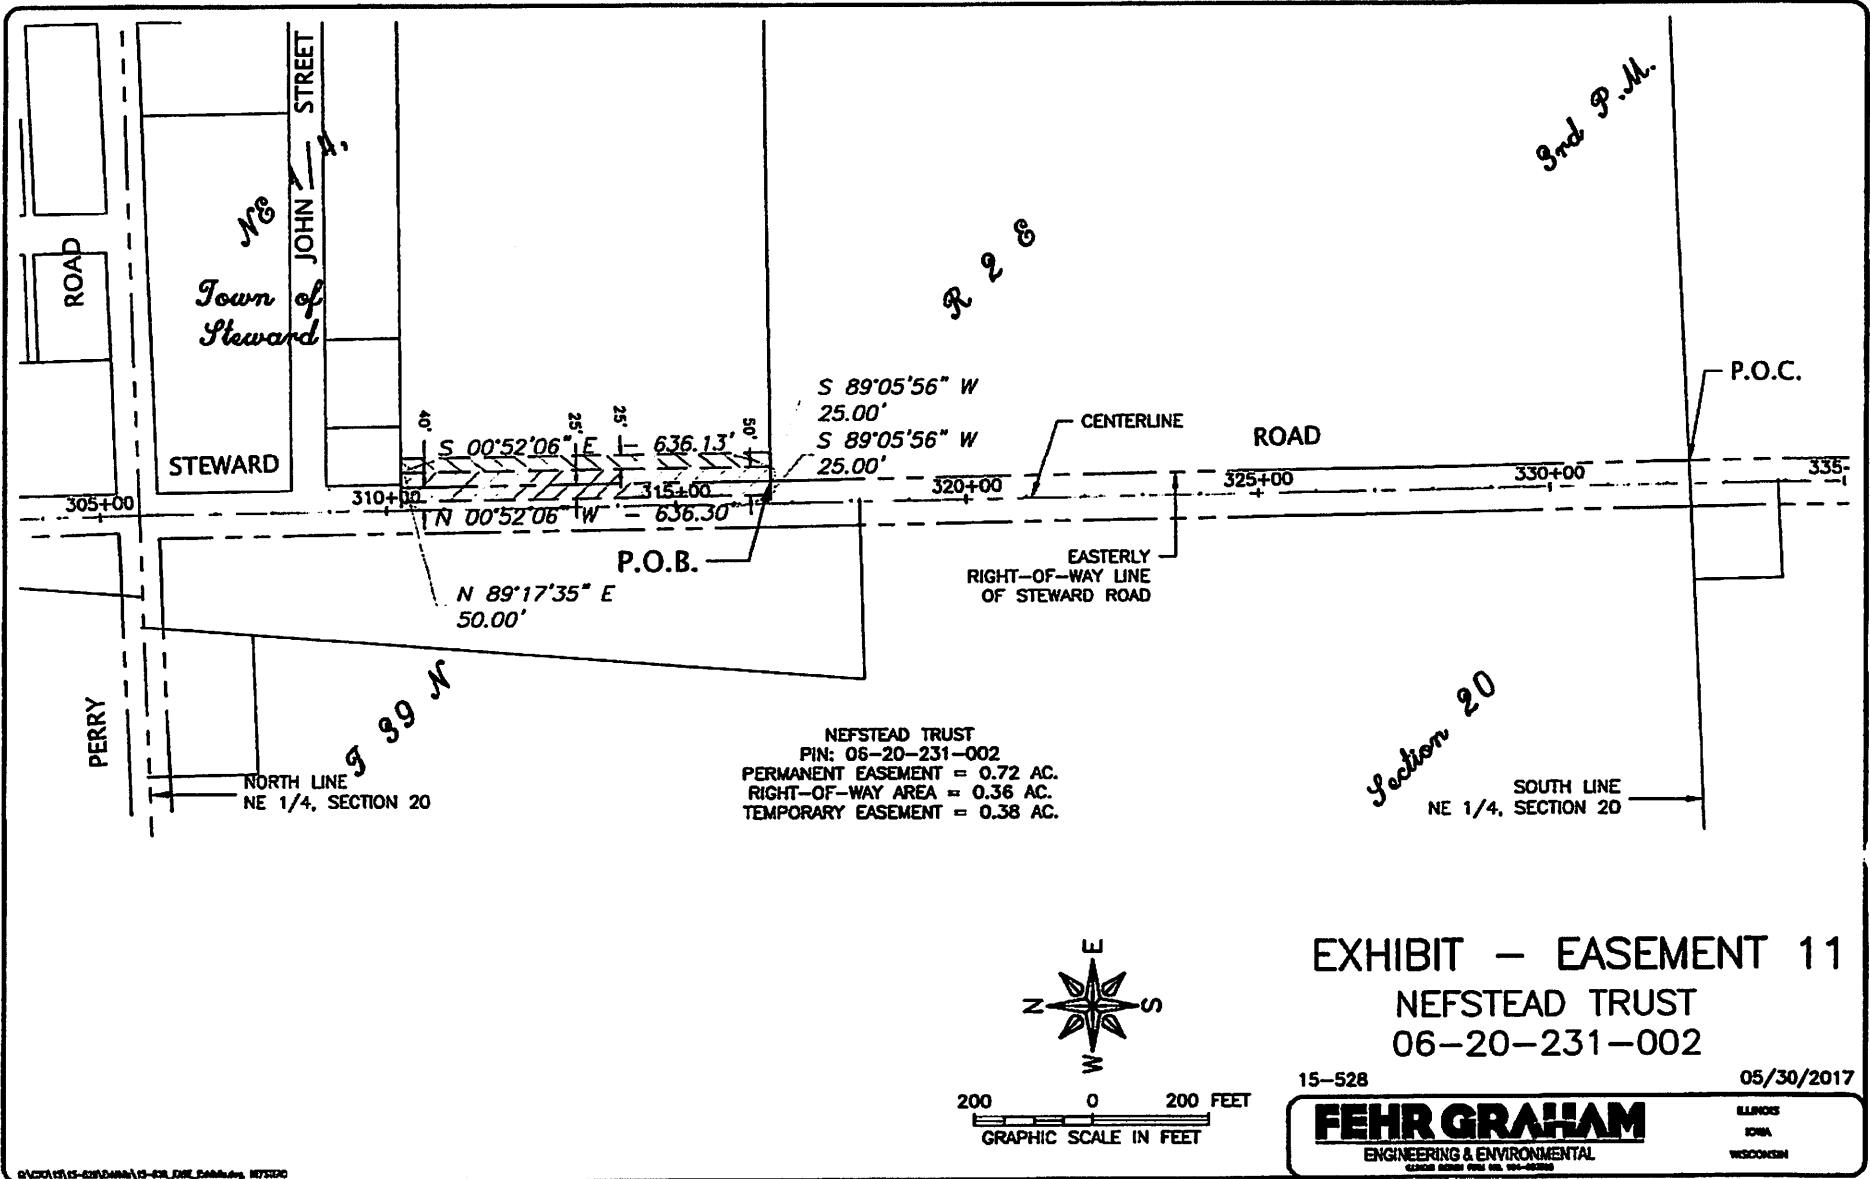 STREET
JOHN
NE 1/4,
3rd P.M.
ROAD
Town of
Steward
R 2 E
P.O.C.
S 89°05'56" W
25.00'
S 89°05'56" W
25.00'
CENTERLINE
ROAD
STEWARD
40'
25'
25'
50'
S 00°52'06" E – 636.13'
305+00
310+00
315+00
320+00
325+00
330+00
335
N 00°52'06" W – 636.30'
P.O.B.
EASTERLY
RIGHT-OF-WAY LINE
OF STEWARD ROAD
N 89°17'35" E
50.00'
PERRY
T 39 N
Section 20
NORTH LINE
NE 1/4, SECTION 20
NEFSTEAD TRUST
PIN: 06-20-231-002
PERMANENT EASEMENT = 0.72 AC.
RIGHT-OF-WAY AREA = 0.36 AC.
TEMPORARY EASEMENT = 0.38 AC.
SOUTH LINE
NE 1/4, SECTION 20
E
N
S
W
200 0 200 FEET
GRAPHIC SCALE IN FEET
EXHIBIT – EASEMENT 11
NEFSTEAD TRUST
06-20-231-002
15-528 05/30/2017
FEHR GRAHAM
ENGINEERING & ENVIRONMENTAL
ILLINOIS
IOWA
WISCONSIN